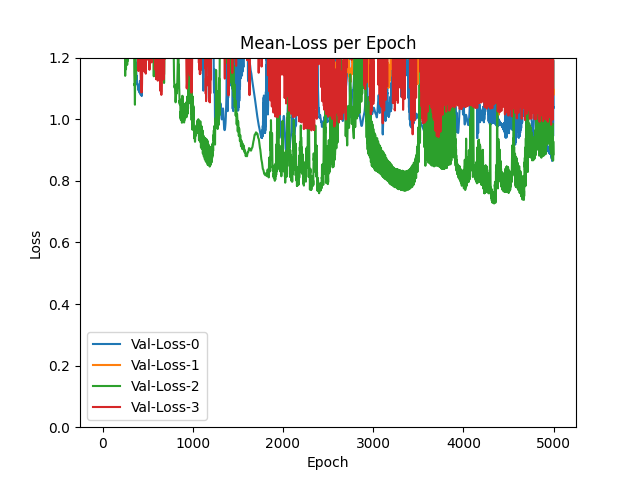 Mean-Loss per Epoch
1.2
1.0
0.8
0.6
0.4
0.2
0.0
Loss
Val-Loss-0
Val-Loss-1
Val-Loss-2
Val-Loss-3
0 1000 2000 3000 4000 5000
Epoch